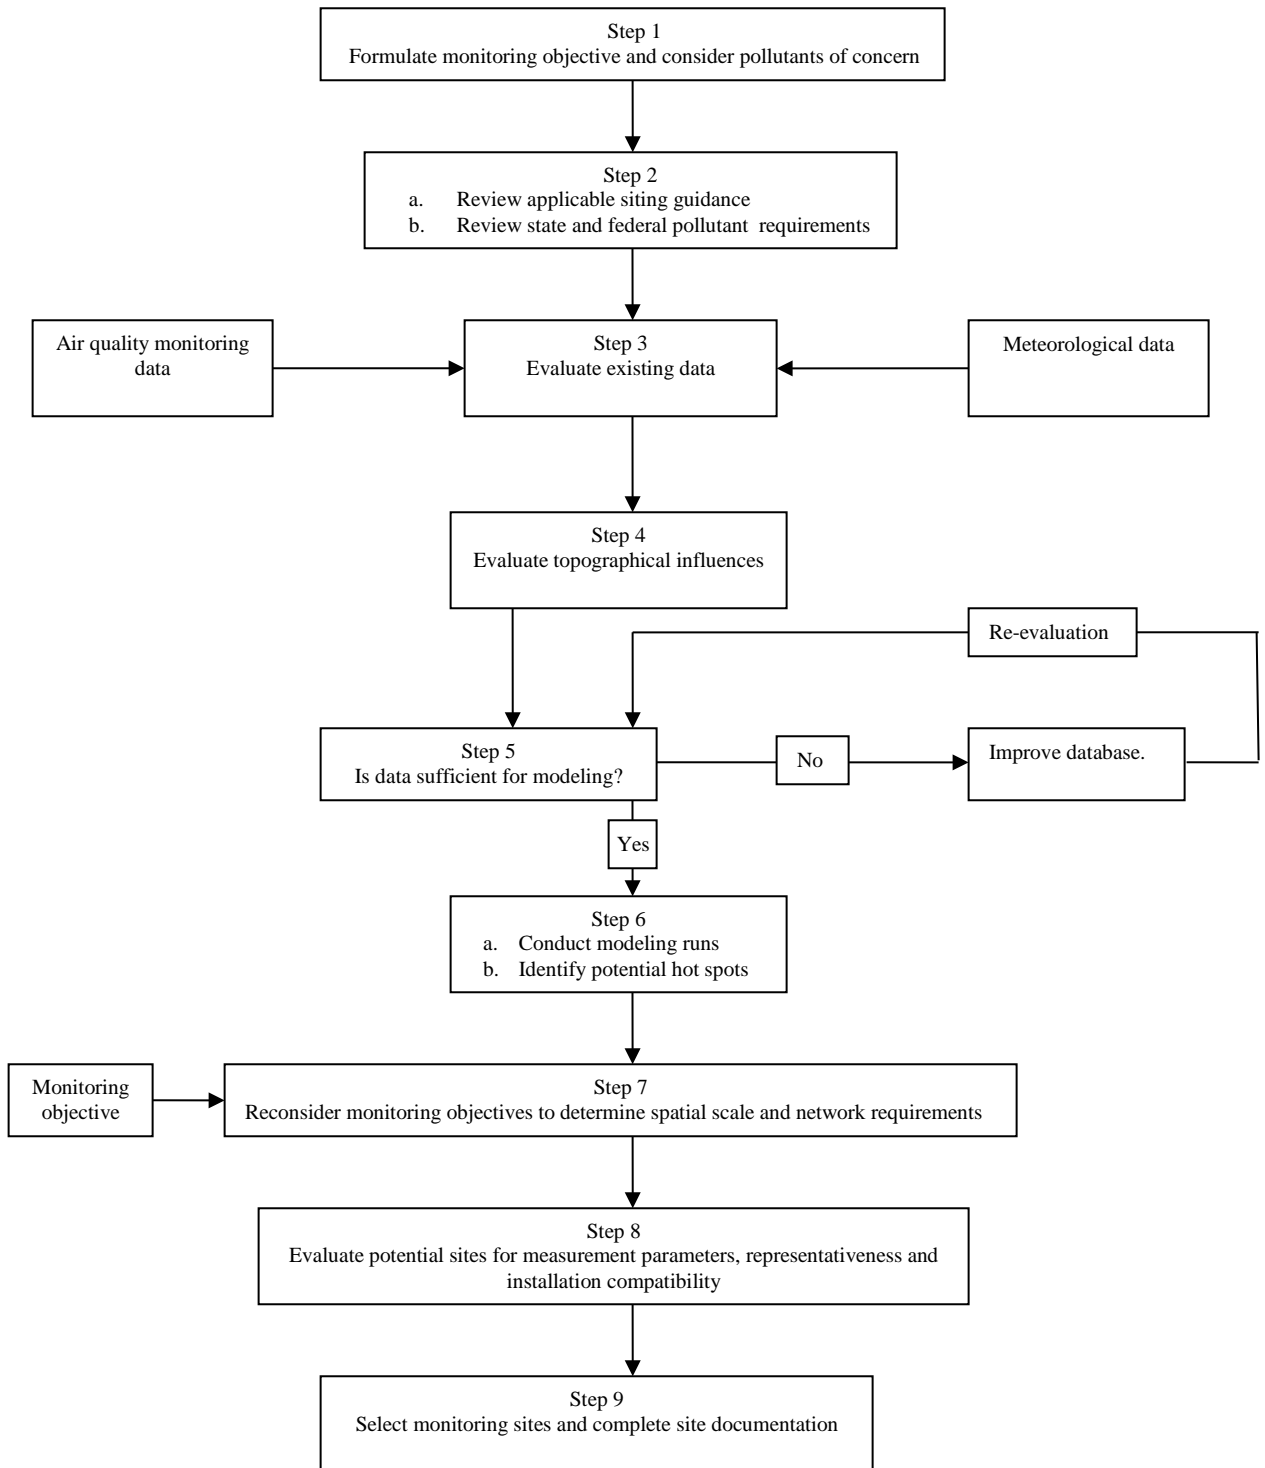 Step 1
Formulate monitoring objective and consider pollutants of concern
Step 2
a. Review applicable siting guidance
b. Review state and federal pollutant requirements
Air quality monitoring
data
Step 3
Evaluate existing data
Meteorological data
Step 4
Evaluate topographical influences
Re-evaluation
Step 5
Is data sufficient for modeling?
No
Improve database.
Yes
Step 6
a. Conduct modeling runs
b. Identify potential hot spots
Monitoring
objective
Step 7
Reconsider monitoring objectives to determine spatial scale and network requirements
Step 8
Evaluate potential sites for measurement parameters, representativeness and
installation compatibility
Step 9
Select monitoring sites and complete site documentation